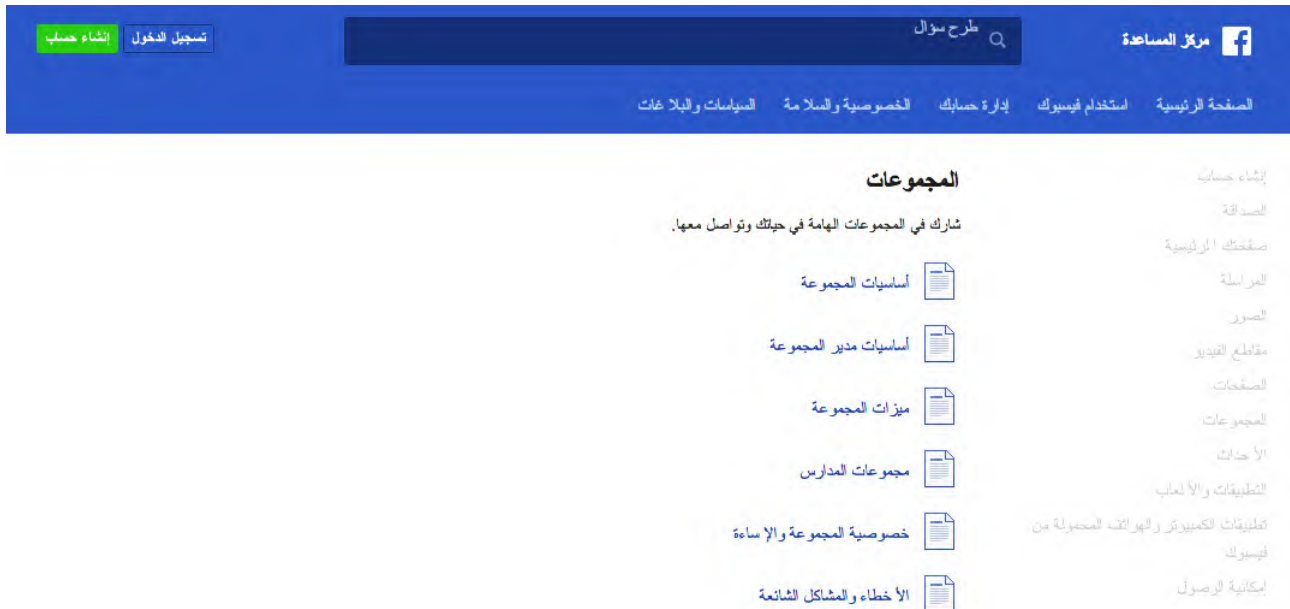 مركز المساعدة
طرح سؤال
تسجيل الدخول
إنشاء حساب
الصفحة الرئيسية
استخدام فيسبوك
إدارة حسابك
الخصوصية والسلامة
السياسات والبلاغات
إنشاء حساب
الصداقة
صفحتك الرئيسية
المراسلة
الصور
مقاطع الفيديو
الصفحات
المجموعات
الأحداث
التطبيقات والألعاب
تطبيقات الكمبيوتر والهواتف المحمولة من
فيسبوك
إمكانية الوصول
المجموعات
شارك في المجموعات الهامة في حياتك وتواصل معها.
أساسيات المجموعة
أساسيات مدير المجموعة
ميزات المجموعة
مجموعات المدارس
خصوصية المجموعة والإساءة
الأخطاء والمشاكل الشائعة